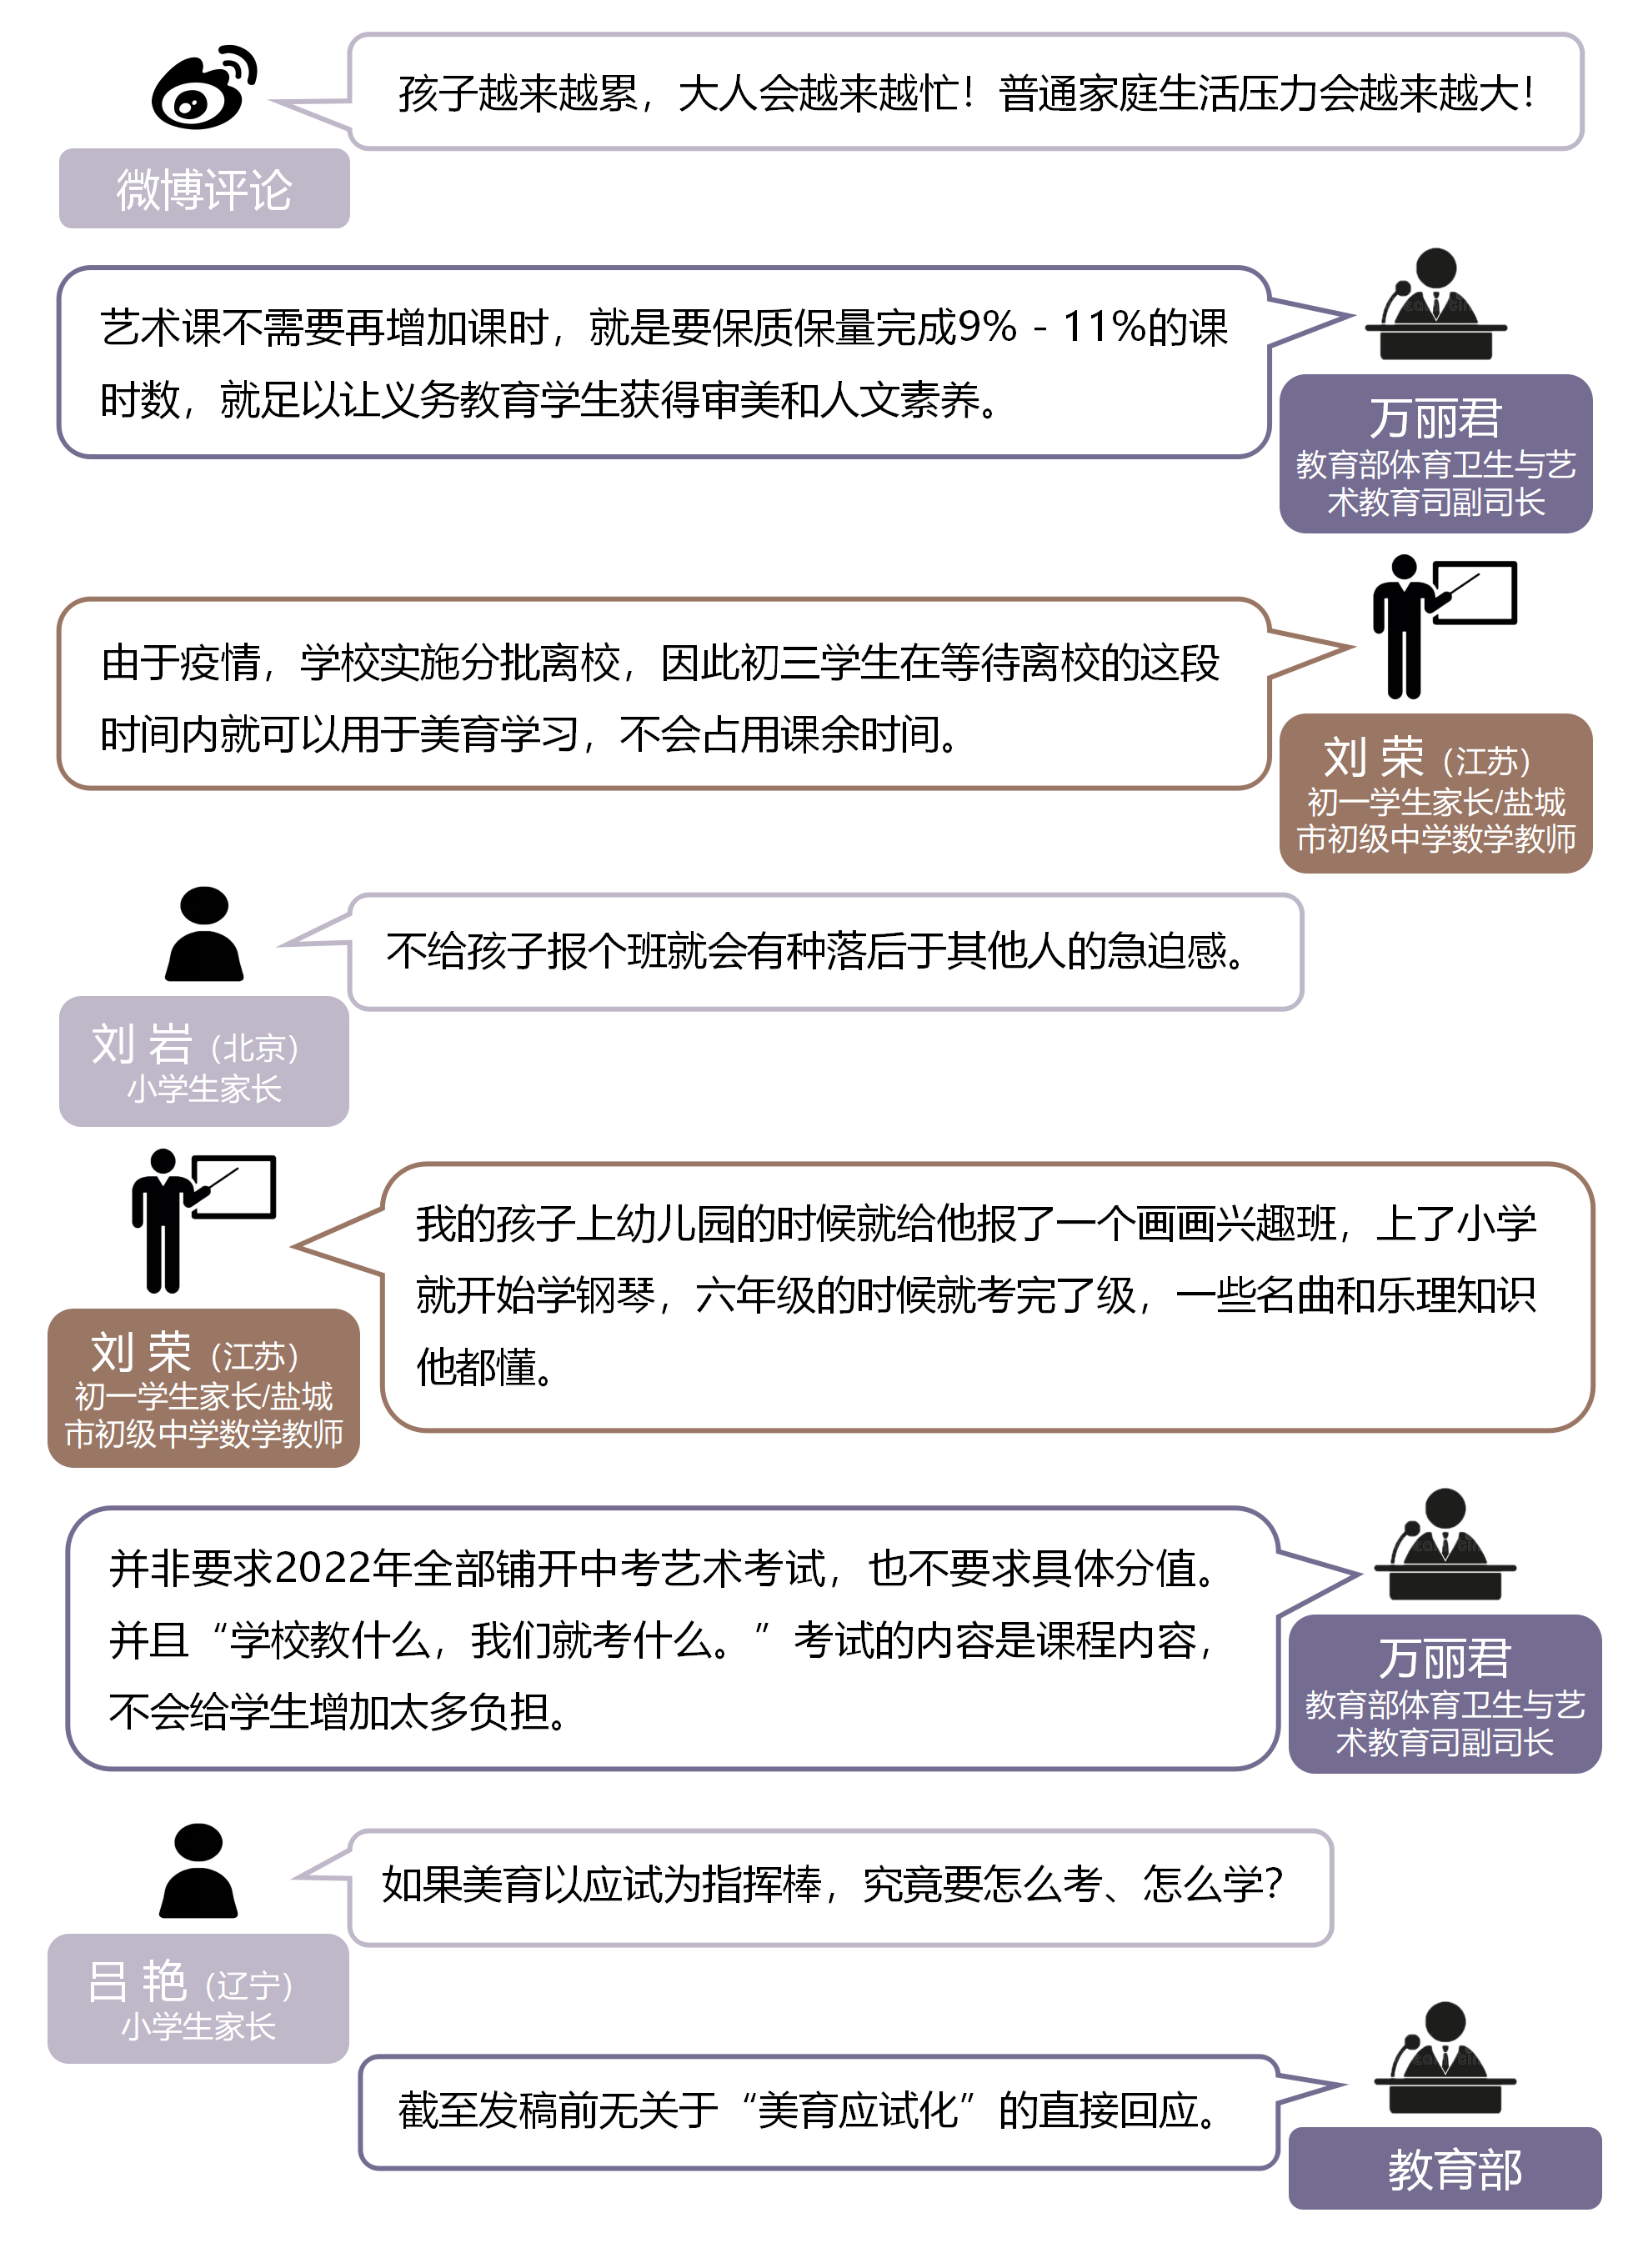 孩子越来越累，大人会越来越忙！普通家庭生活压力会越来越大！
微博评论
艺术课不需要再增加课时，就是要保质保量完成9% - 11%的课
时数，就足以让义务教育学生获得审美和人文素养。
万丽君
教育部体育卫生与艺
术教育司副司长
由于疫情，学校实施分批离校，因此初三学生在等待离校的这段
时间内就可以用于美育学习，不会占用课余时间。
刘 荣（江苏）
初一学生家长/盐城
市初级中学数学教师
不给孩子报个班就会有种落后于其他人的急迫感。
刘 岩（北京）
小学生家长
我的孩子上幼儿园的时候就给他报了一个画画兴趣班，上了小学
就开始学钢琴，六年级的时候就考完了级，一些名曲和乐理知识
他都懂。
刘 荣（江苏）
初一学生家长/盐城
市初级中学数学教师
并非要求2022年全部铺开中考艺术考试，也不要求具体分值。
并且“学校教什么，我们就考什么。”考试的内容是课程内容，
不会给学生增加太多负担。
万丽君
教育部体育卫生与艺
术教育司副司长
如果美育以应试为指挥棒，究竟要怎么考、怎么学？
吕 艳（辽宁）
小学生家长
截至发稿前无关于“美育应试化”的直接回应。
教育部